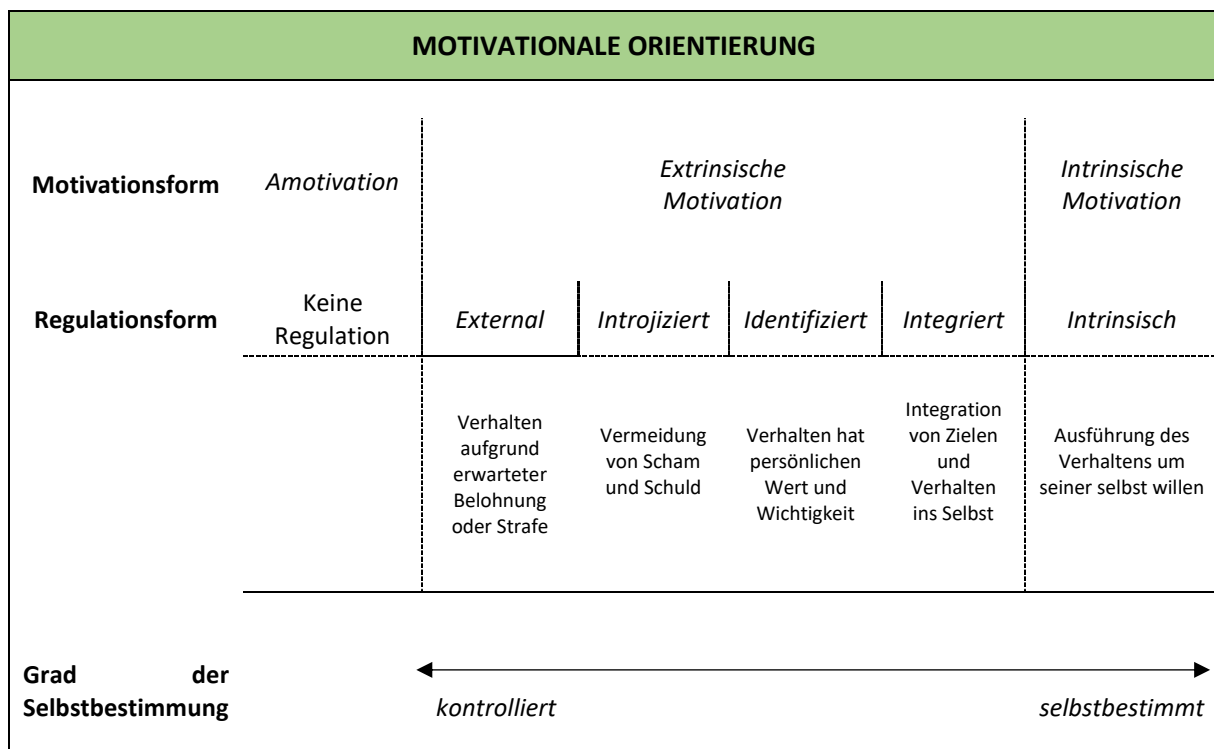 MOTIVATIONALE ORIENTIERUNG
Motivationsform
Amotivation
Extrinsische
Motivation
Intrinsische
Motivation
Regulationsform
Keine
Regulation
External
Introjiziert
Identifiziert
Integriert
Intrinsisch
Verhalten
aufgrund
erwarteter
Belohnung
oder Strafe
Vermeidung
von Scham
und Schuld
Verhalten hat
persönlichen
Wert und
Wichtigkeit
Integration
von Zielen
und
Verhalten
ins Selbst
Ausführung des
Verhaltens um
seiner selbst willen
Grad der
Selbstbestimmung
kontrolliert
selbstbestimmt